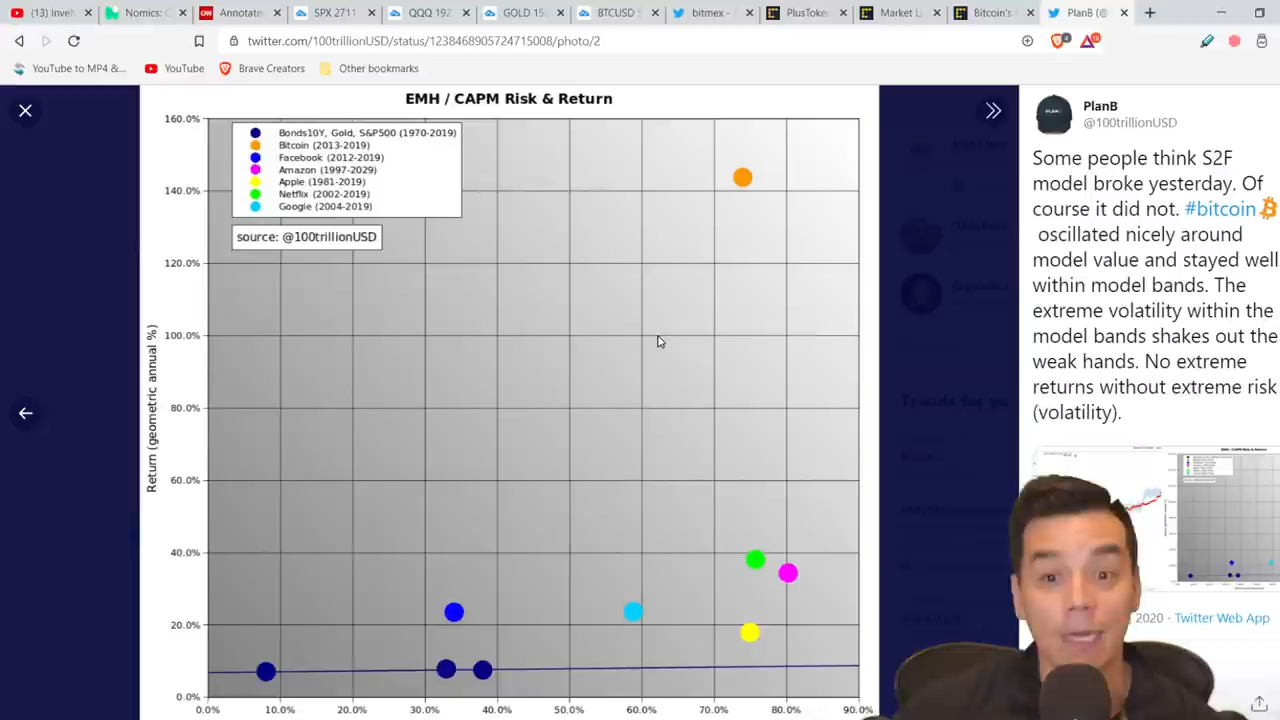 (23) Invel
Nomics: C
Annotate
SPX 2711
QQQ 192
GOLD 15
BTCUSD
bitmex -
PlusToke
Market Li
Bitcoin's
PlanB (@
twitter.com/100trillionUSD/status/1238468905724715008/photo/2
YouTube to MP4 &...
YouTube
Brave Creators
Other bookmarks
EMH / CAPM Risk & Return
Bonds10Y, Gold, S&P500 (1970-2019)
Bitcoin (2013-2019)
Facebook (2012-2019)
Amazon (1997-2029)
Apple (1981-2019)
Netflix (2002-2019)
Google (2004-2019)
source: @100trillionUSD
Return (geometric annual %)
160.0%
140.0%
120.0%
100.0%
80.0%
60.0%
40.0%
20.0%
0.0%
0.0% 10.0% 20.0% 30.0% 40.0% 50.0% 60.0% 70.0% 80.0% 90.0%
PlanB
@100trillionUSD
Some people think S2F
model broke yesterday. Of
course it did not. #bitcoin
oscillated nicely around
model value and stayed well
within model bands. The
extreme volatility within the
model bands shakes out the
weak hands. No extreme
returns without extreme risk
(volatility).
2020 · Twitter Web App